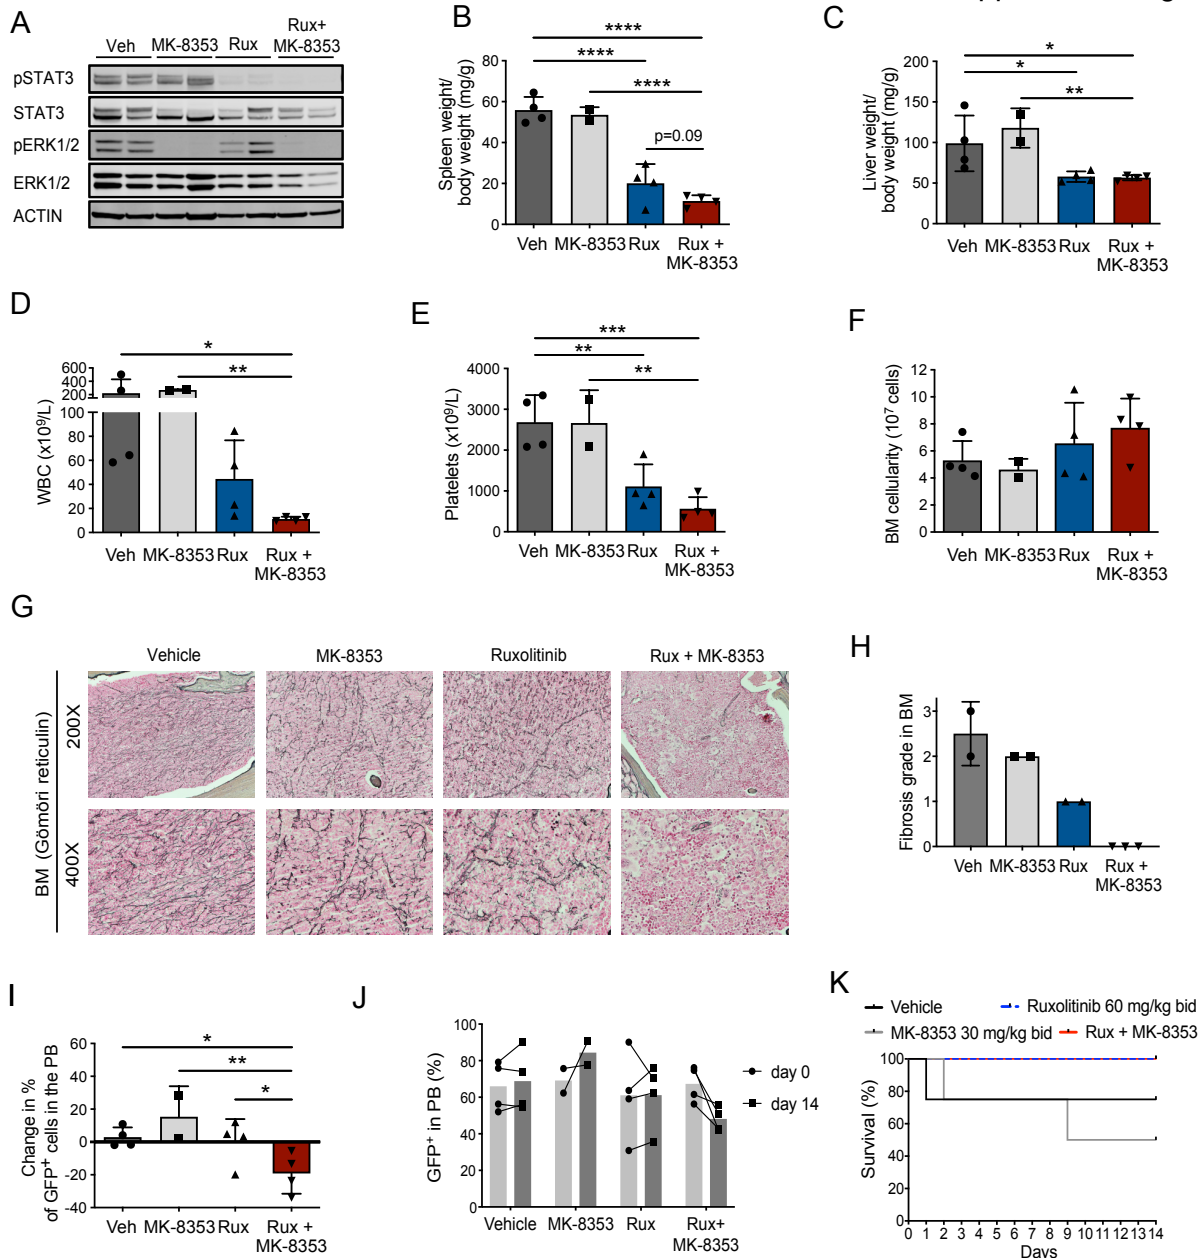 A
Veh MK-8353 Rux Rux+
MK-8353
pSTAT3
STAT3
pERK1/2
ERK1/2
ACTIN
B
Spleen weight/
body weight (mg/g)
80
60
40
20
0
****
****
****
p=0.09
Veh MK-8353 Rux Rux +
MK-8353
C
Liver weight/
body weight (mg/g)
200
150
100
50
0
*
*
**
Veh MK-8353 Rux Rux +
MK-8353
D
WBC (x10⁹/L)
600
400
200
100
80
60
40
20
0
*
**
Veh MK-8353 Rux Rux +
MK-8353
E
Platelets (x10⁹/L)
4000
3000
2000
1000
0
***
**
**
Veh MK-8353 Rux Rux +
MK-8353
F
BM cellularity (10⁷ cells)
12
10
8
6
4
2
0
Veh MK-8353 Rux Rux +
MK-8353
G
Vehicle MK-8353 Ruxolitinib Rux + MK-8353
BM (Gömöri reticulin)
200X
400X
H
Fibrosis grade in BM
3
2
1
0
Veh MK-8353 Rux Rux +
MK-8353
I
Change in %
of GFP⁺ cells in the PB
60
40
20
0
-20
-40
*
**
*
Veh MK-8353 Rux Rux +
MK-8353
J
GFP⁺ in PB (%)
100
80
60
40
20
0
day 0
day 14
Vehicle MK-8353 Rux Rux+
MK-8353
K
Vehicle Ruxolitinib 60 mg/kg bid
MK-8353 30 mg/kg bid Rux + MK-8353
Survival (%)
100
80
60
40
20
0
0 1 2 3 4 5 6 7 8 9 10 11 12 13 14
Days